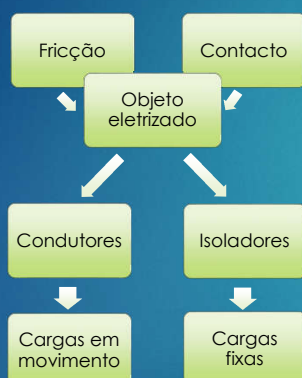 Fricção
Contacto
Objeto
eletrizado
Condutores
Isoladores
Cargas em
movimento
Cargas
fixas